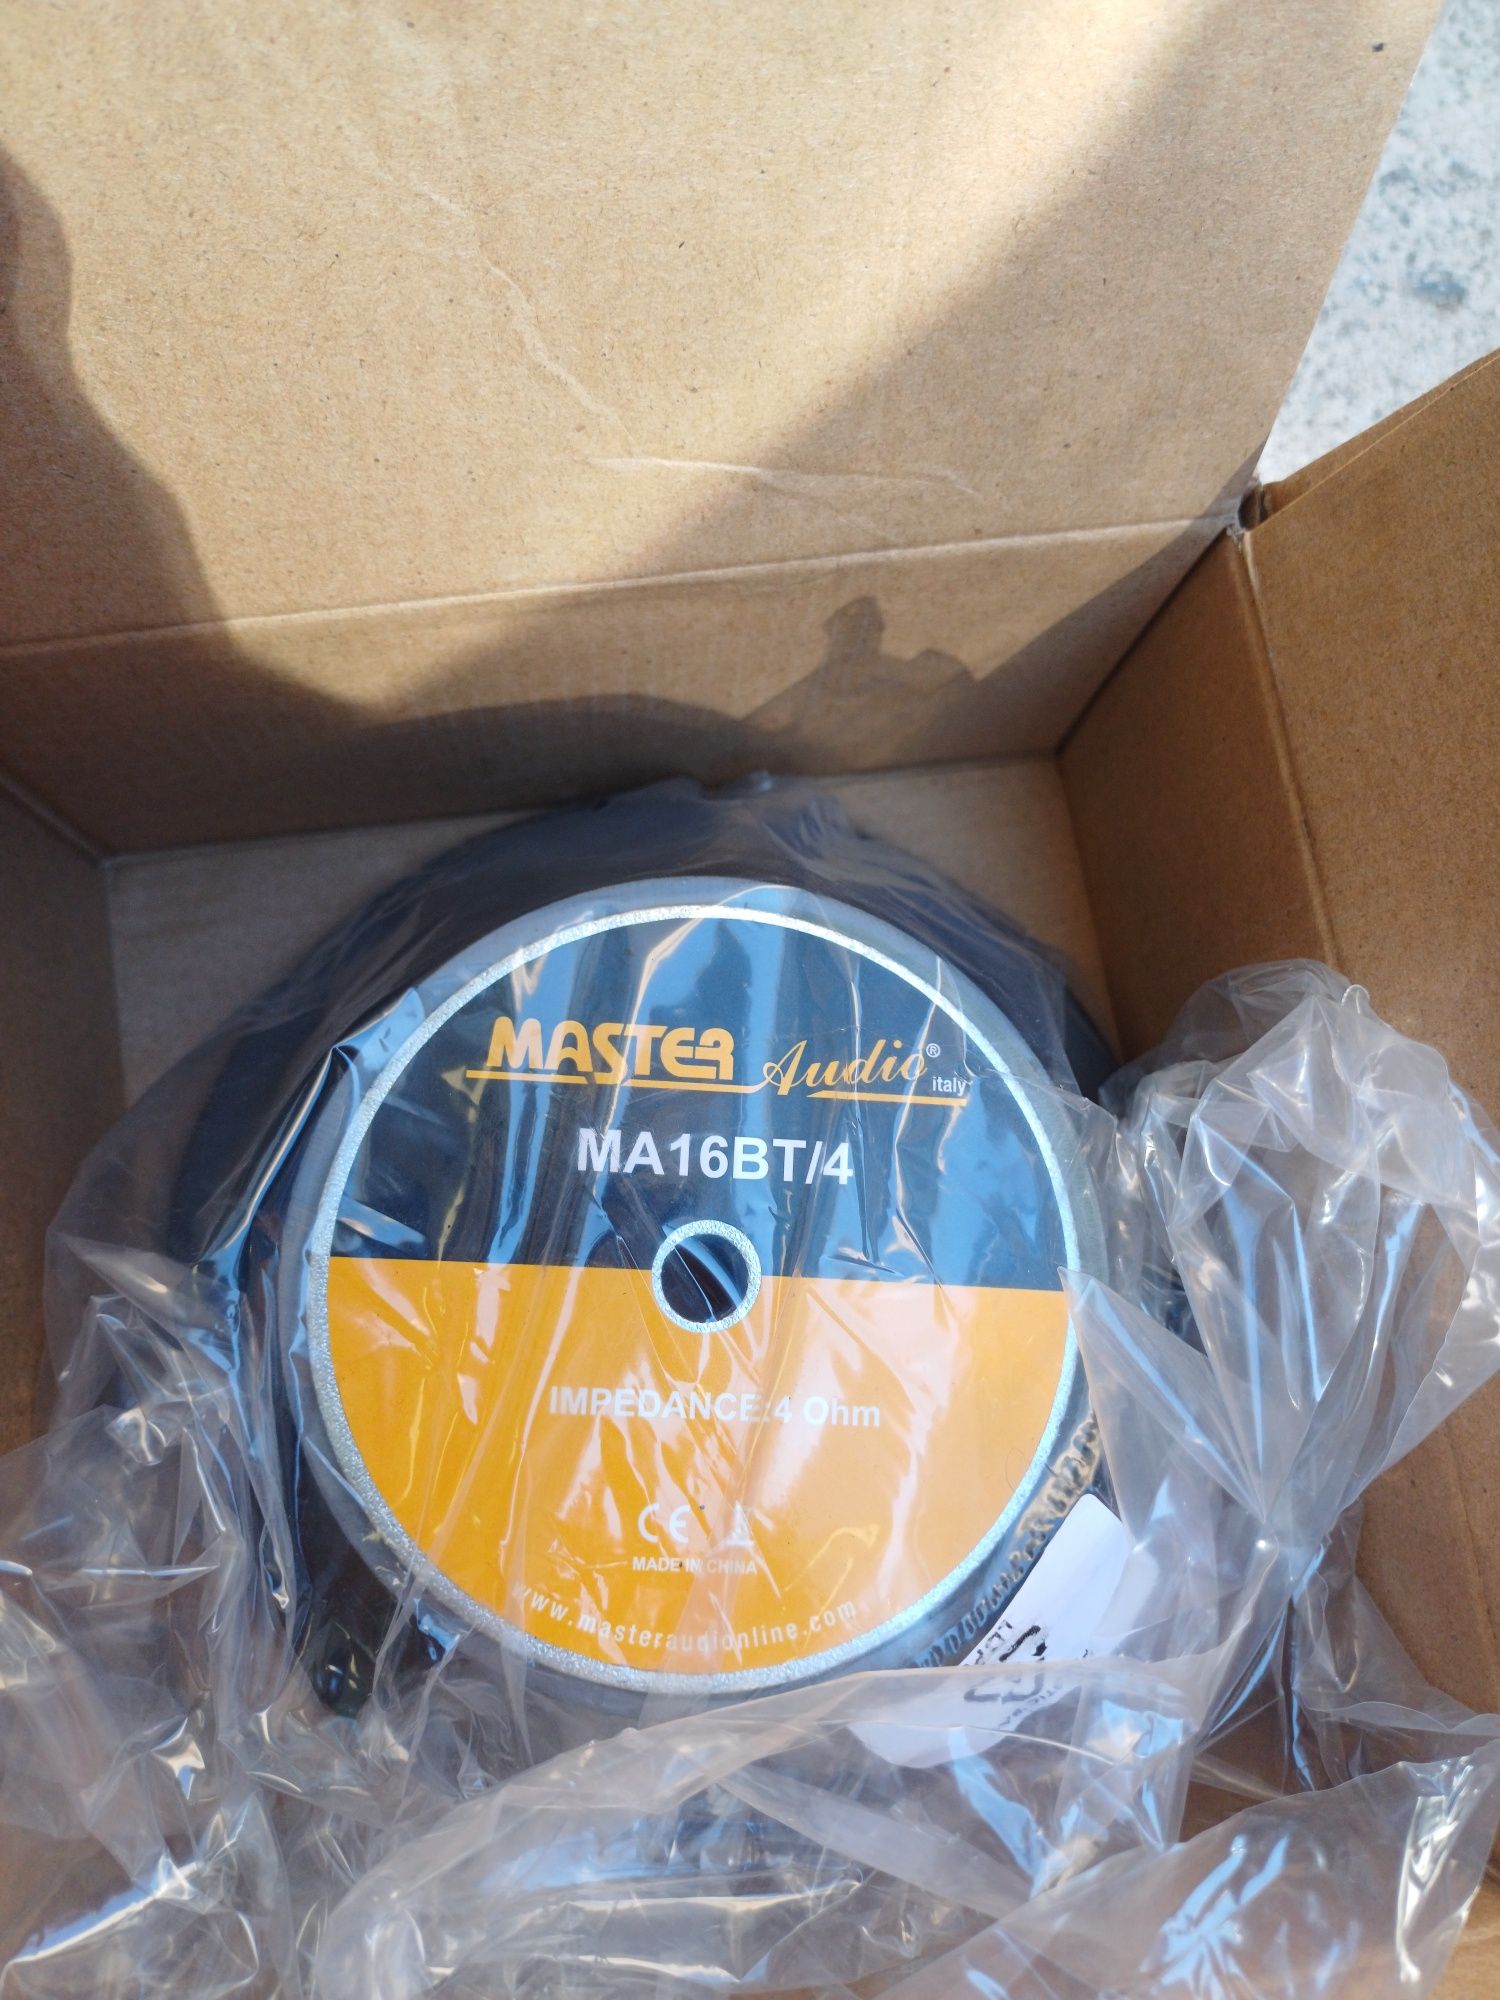 MASTER Audio® italy
MA16BT/4
IMPEDANCE:4 Ohm
CE
MADE IN CHINA
www.masteraudionline.com